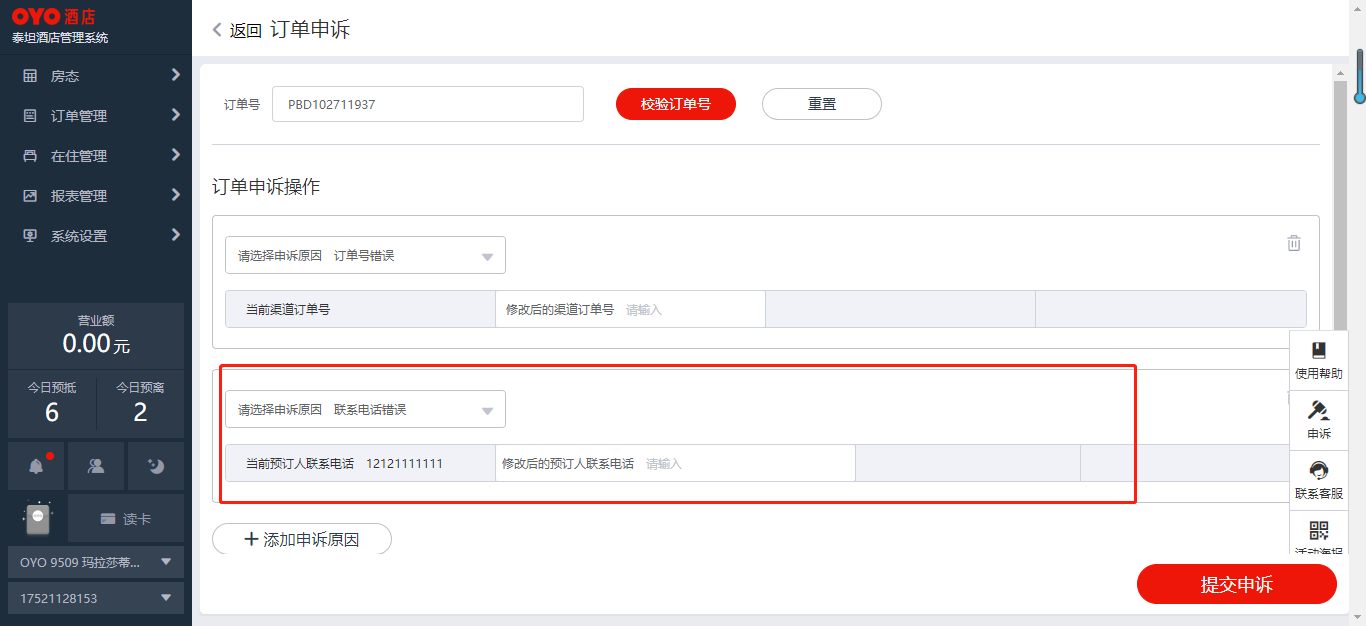 OYO 酒店
泰坦酒店管理系统
房态
订单管理
在住管理
报表管理
系统设置
营业额
0.00 元
今日预抵
6
今日预离
2
读卡
OYO 9509 玛拉莎蒂...
17521128153
返回 订单申诉
订单号 PBD102711937 校验订单号 重置
订单申诉操作
请选择申诉原因 订单号错误
当前渠道订单号 修改后的渠道订单号 请输入
请选择申诉原因 联系电话错误
当前预订人联系电话 12121111111 修改后的预订人联系电话 请输入
添加申诉原因
使用帮助
申诉
联系客服
活动海报
提交申诉